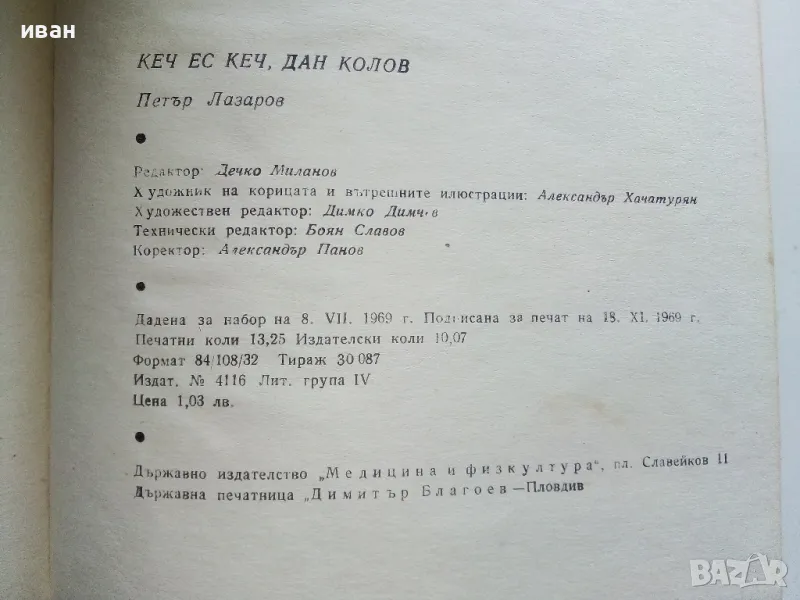 иван
КЕЧ ЕС КЕЧ, ДАН КОЛОВ
Петър Лазаров
Редактор: Дечко Миланов
Художник на корицата и вътрешните илюстрации: Александър Хачатурян
Художествен редактор: Димко Димчев
Технически редактор: Боян Славов
Коректор: Александър Панов
Дадена за набор на 8. VII. 1969 г. Подписана за печат на 18. XI. 1969 г.
Печатни коли 13,25 Издателски коли 10,07
Формат 84/108/32 Тираж 30 087
Издат. № 4116 Лит. група IV
Цена 1,03 лв.
Държавно издателство „Медицина и физкултура", пл. Славейков 11
Държавна печатница „Димитър Благоев—Пловдив
BAZAR